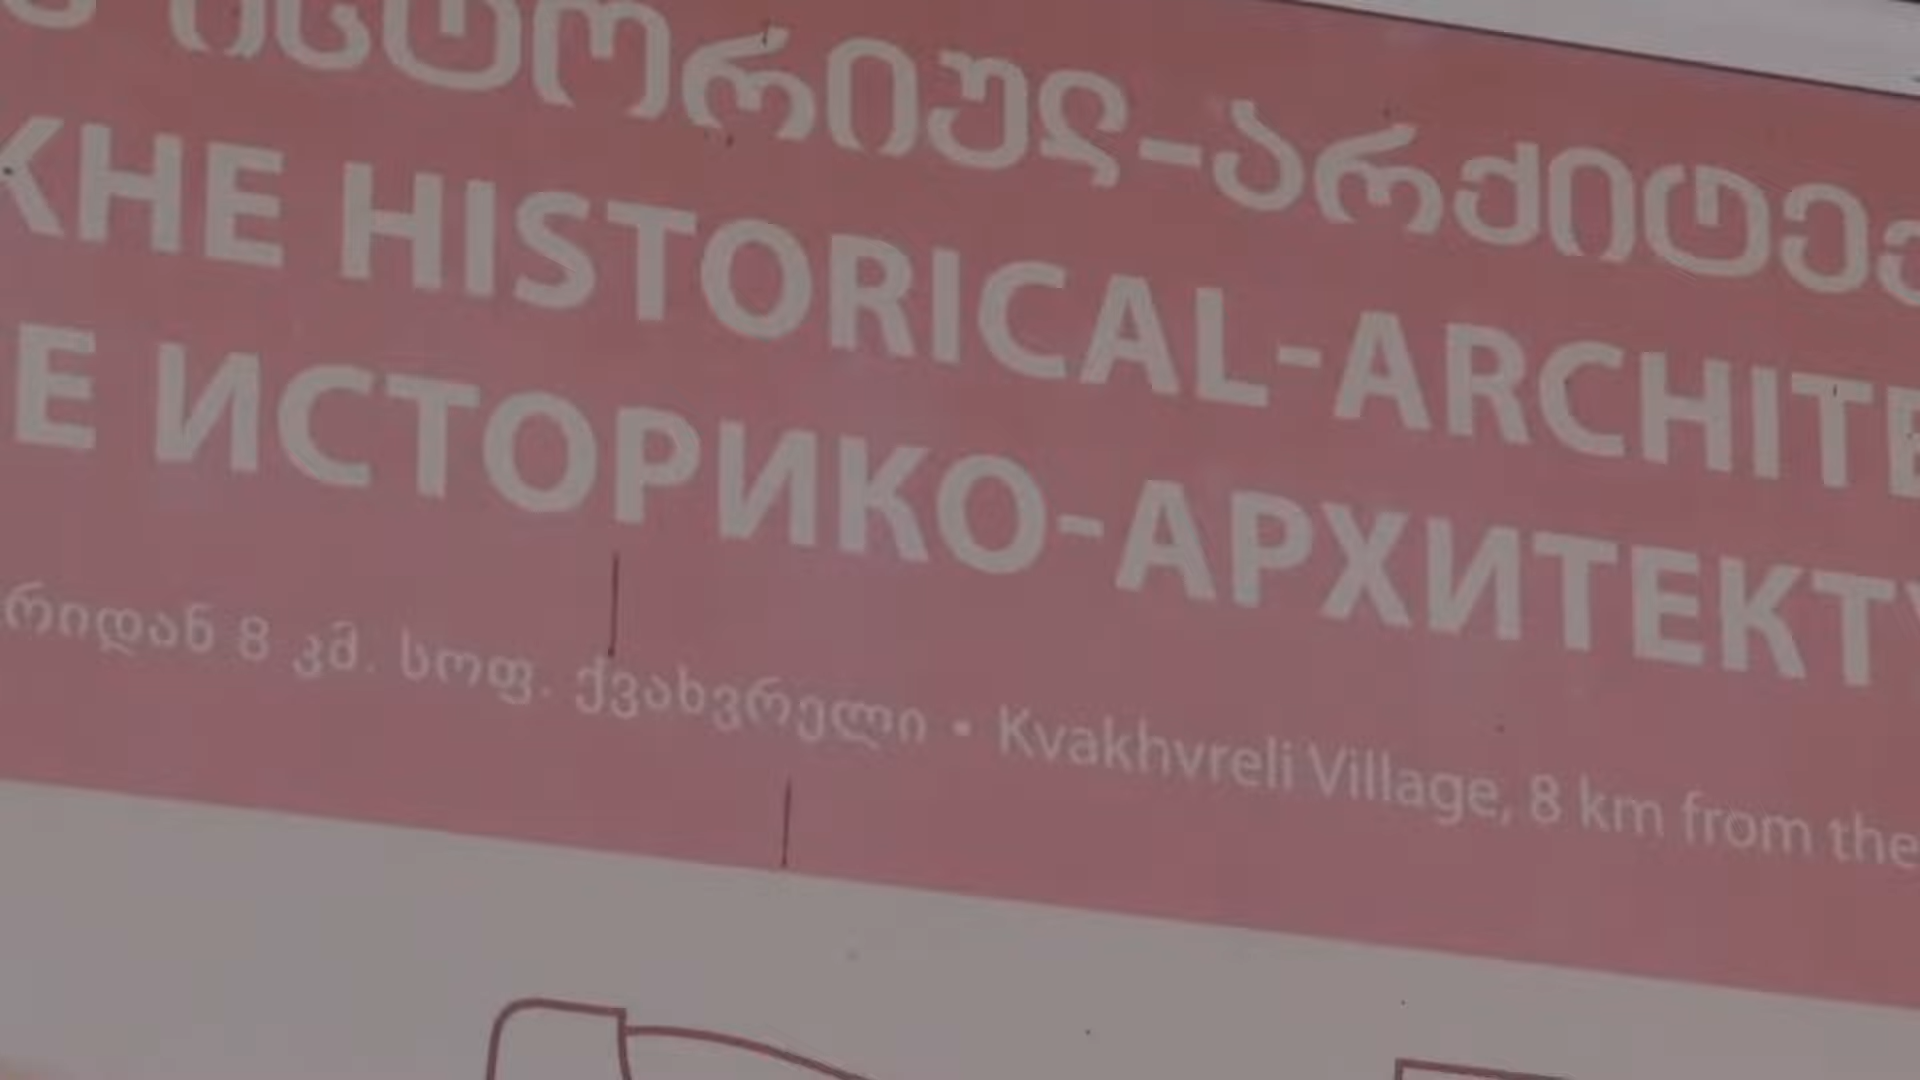 ისტორიულ-არქიტექ
KHE HISTORICAL-ARCHITE
Е ИСТОРИКО-АРХИТЕКТУ
რიდან 8 კმ. სოფ. ქვახვრელი • Kvakhvreli Village, 8 km from the